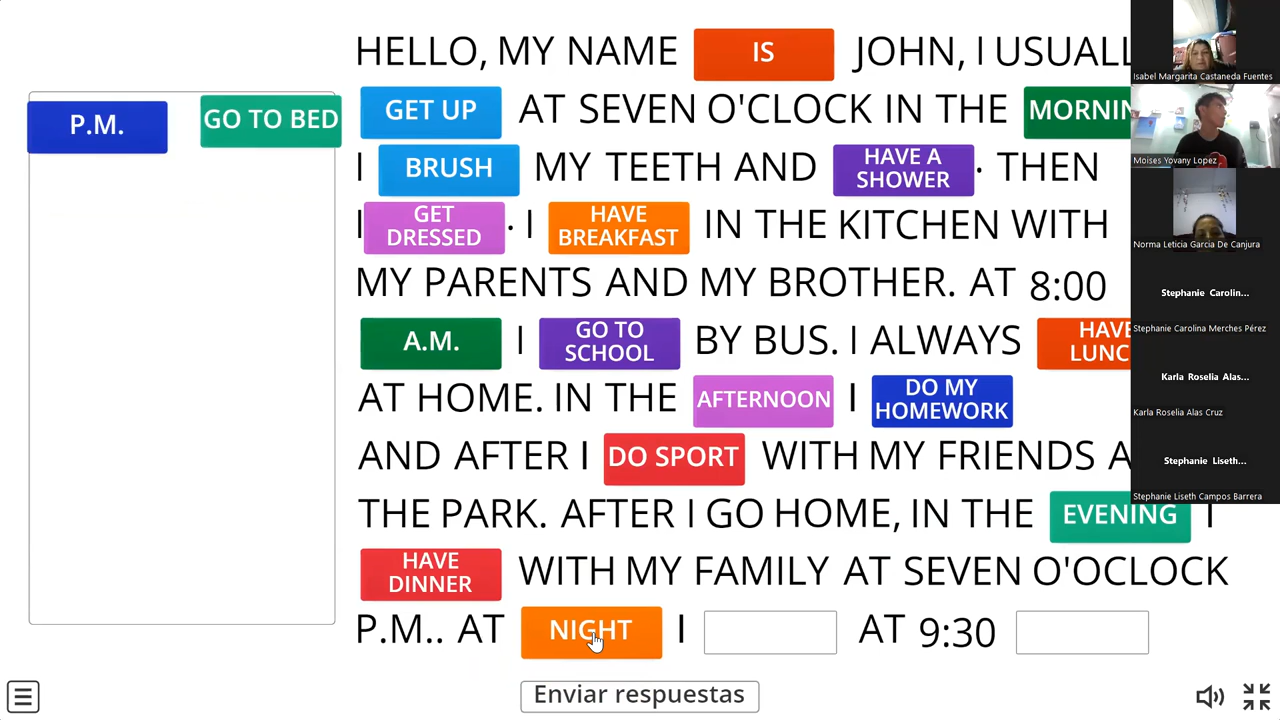 P.M.
GO TO BED
HELLO, MY NAME IS JOHN, I USUALL
GET UP AT SEVEN O'CLOCK IN THE MORNIN
I BRUSH MY TEETH AND HAVE A SHOWER. THEN
I GET DRESSED. I HAVE BREAKFAST IN THE KITCHEN WITH
MY PARENTS AND MY BROTHER. AT 8:00
A.M. I GO TO SCHOOL BY BUS. I ALWAYS HAVE LUNC
AT HOME. IN THE AFTERNOON I DO MY HOMEWORK
AND AFTER I DO SPORT WITH MY FRIENDS A
THE PARK. AFTER I GO HOME, IN THE EVENING I
HAVE DINNER WITH MY FAMILY AT SEVEN O'OCLOCK
P.M.. AT NIGHT I AT 9:30
Enviar respuestas
Isabel Margarita Castaneda Fuentes
Moises Yovany Lopez
Norma Leticia Garcia De Canjura
Stephanie Carolin...
Stephanie Carolina Merches Pérez
Karla Roselia Alas...
Karla Roselia Alas Cruz
Stephanie Liseth...
Stephanie Liseth Campos Barrera